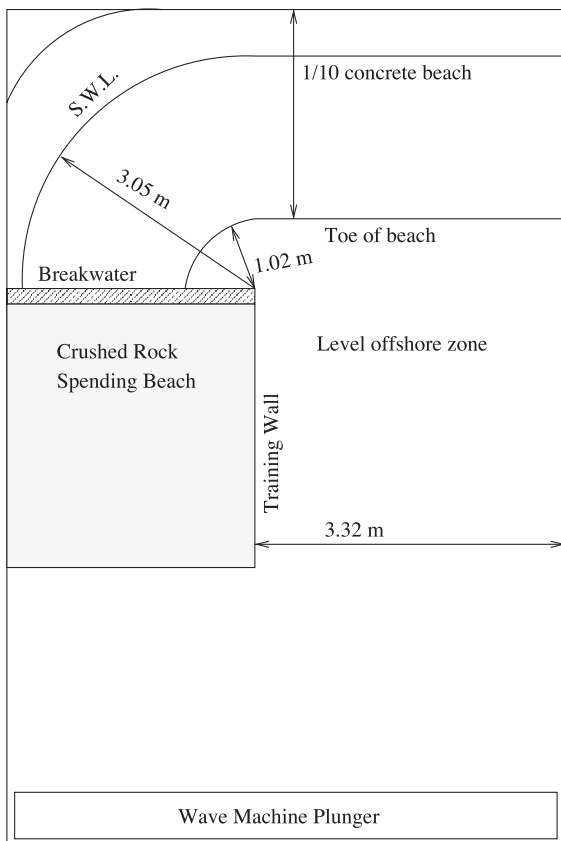 S.W.L.
1/10 concrete beach
3.05 m
Toe of beach
1.02 m
Breakwater
Level offshore zone
Crushed Rock
Spending Beach
Training Wall
3.32 m
Wave Machine Plunger